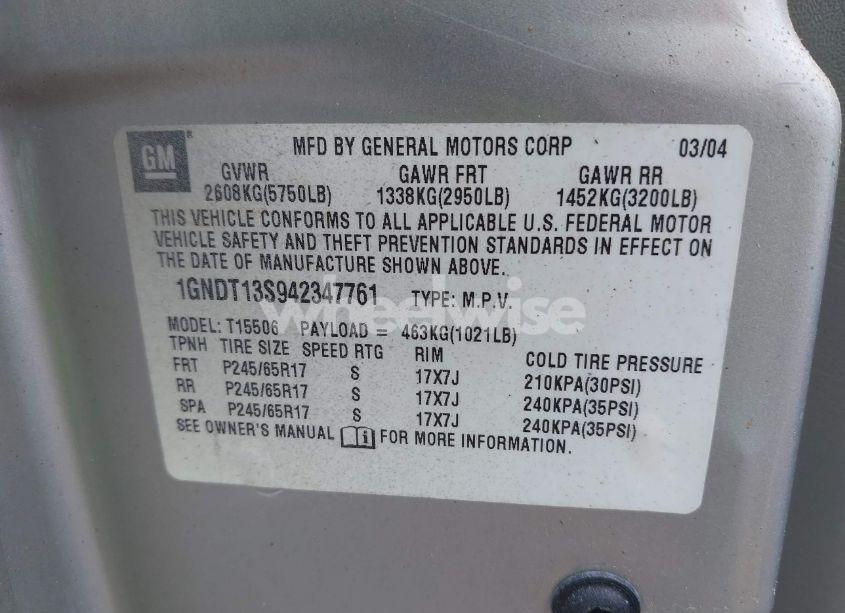 GM
MFD BY GENERAL MOTORS CORP 03/04
GVWR GAWR FRT GAWR RR
2608KG(5750LB) 1338KG(2950LB) 1452KG(3200LB)
THIS VEHICLE CONFORMS TO ALL APPLICABLE U.S. FEDERAL MOTOR
VEHICLE SAFETY AND THEFT PREVENTION STANDARDS IN EFFECT ON
THE DATE OF MANUFACTURE SHOWN ABOVE.
1GNDT13S942347761 TYPE: M.P.V.
wheelwise
MODEL: T15506 PAYLOAD = 463KG(1021LB)
TPNH TIRE SIZE SPEED RTG RIM COLD TIRE PRESSURE
FRT P245/65R17 S 17X7J 210KPA(30PSI)
RR P245/65R17 S 17X7J 240KPA(35PSI)
SPA P245/65R17 S 17X7J 240KPA(35PSI)
SEE OWNER'S MANUAL FOR MORE INFORMATION.